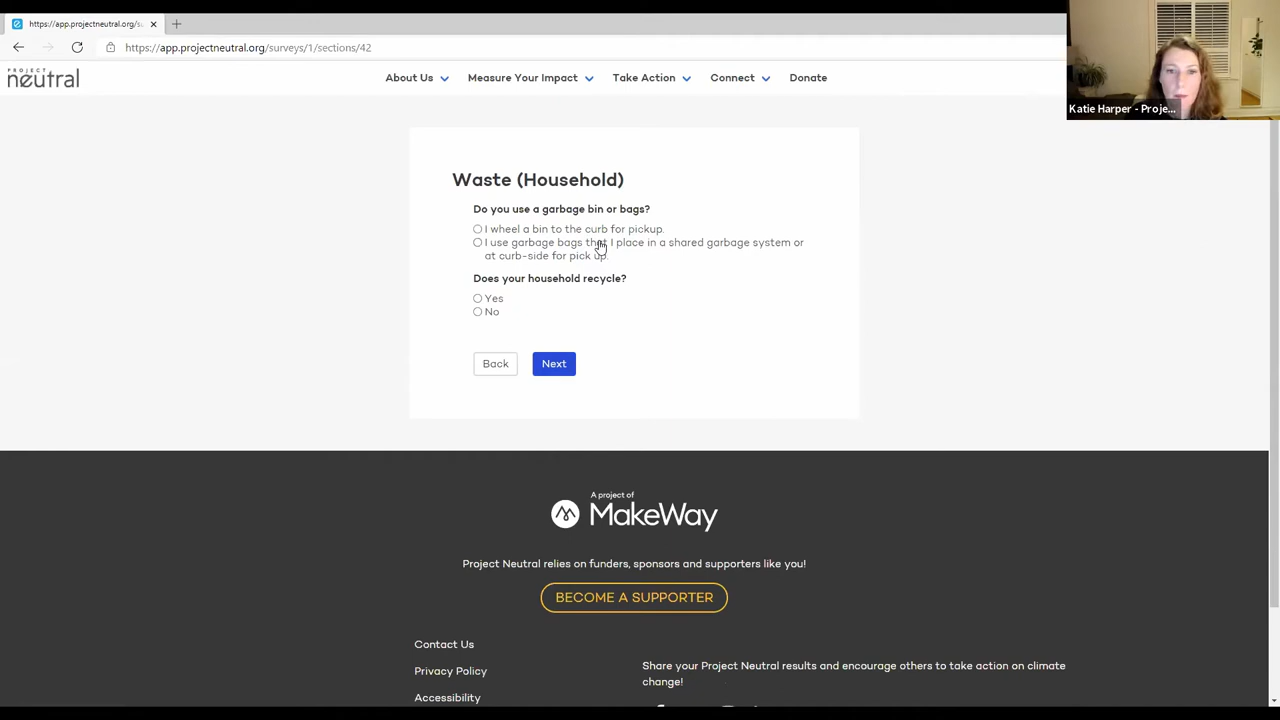 https://app.projectneutral.org/s
https://app.projectneutral.org/surveys/1/sections/42
PROJECT
neutral
About Us
Measure Your Impact
Take Action
Connect
Donate
Katie Harper - Proje...
Waste (Household)
Do you use a garbage bin or bags?
I wheel a bin to the curb for pickup.
I use garbage bags that I place in a shared garbage system or
at curb-side for pick up.
Does your household recycle?
Yes
No
Back
Next
A project of
MakeWay
Project Neutral relies on funders, sponsors and supporters like you!
BECOME A SUPPORTER
Contact Us
Privacy Policy
Accessibility
Share your Project Neutral results and encourage others to take action on climate
change!